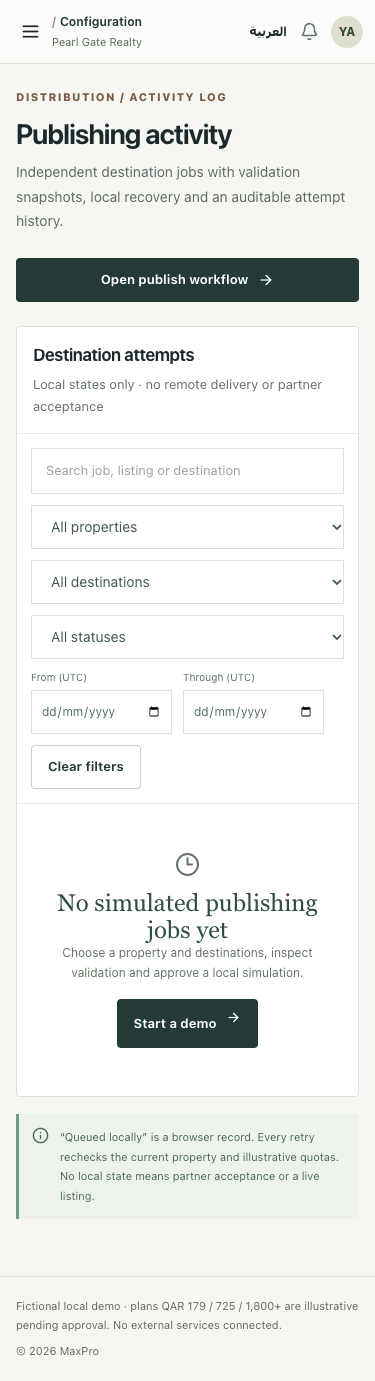 / Configuration
Pearl Gate Realty
العربية
YA
DISTRIBUTION / ACTIVITY LOG
Publishing activity
Independent destination jobs with validation
snapshots, local recovery and an auditable attempt
history.
Open publish workflow →
Destination attempts
Local states only · no remote delivery or partner
acceptance
Search job, listing or destination
All properties
All destinations
All statuses
From (UTC)
Through (UTC)
dd/mm/yyyy
dd/mm/yyyy
Clear filters
No simulated publishing
jobs yet
Choose a property and destinations, inspect
validation and approve a local simulation.
Start a demo →
“Queued locally” is a browser record. Every retry
rechecks the current property and illustrative quotas.
No local state means partner acceptance or a live
listing.
Fictional local demo · plans QAR 179 / 725 / 1,800+ are illustrative
pending approval. No external services connected.
© 2026 MaxPro